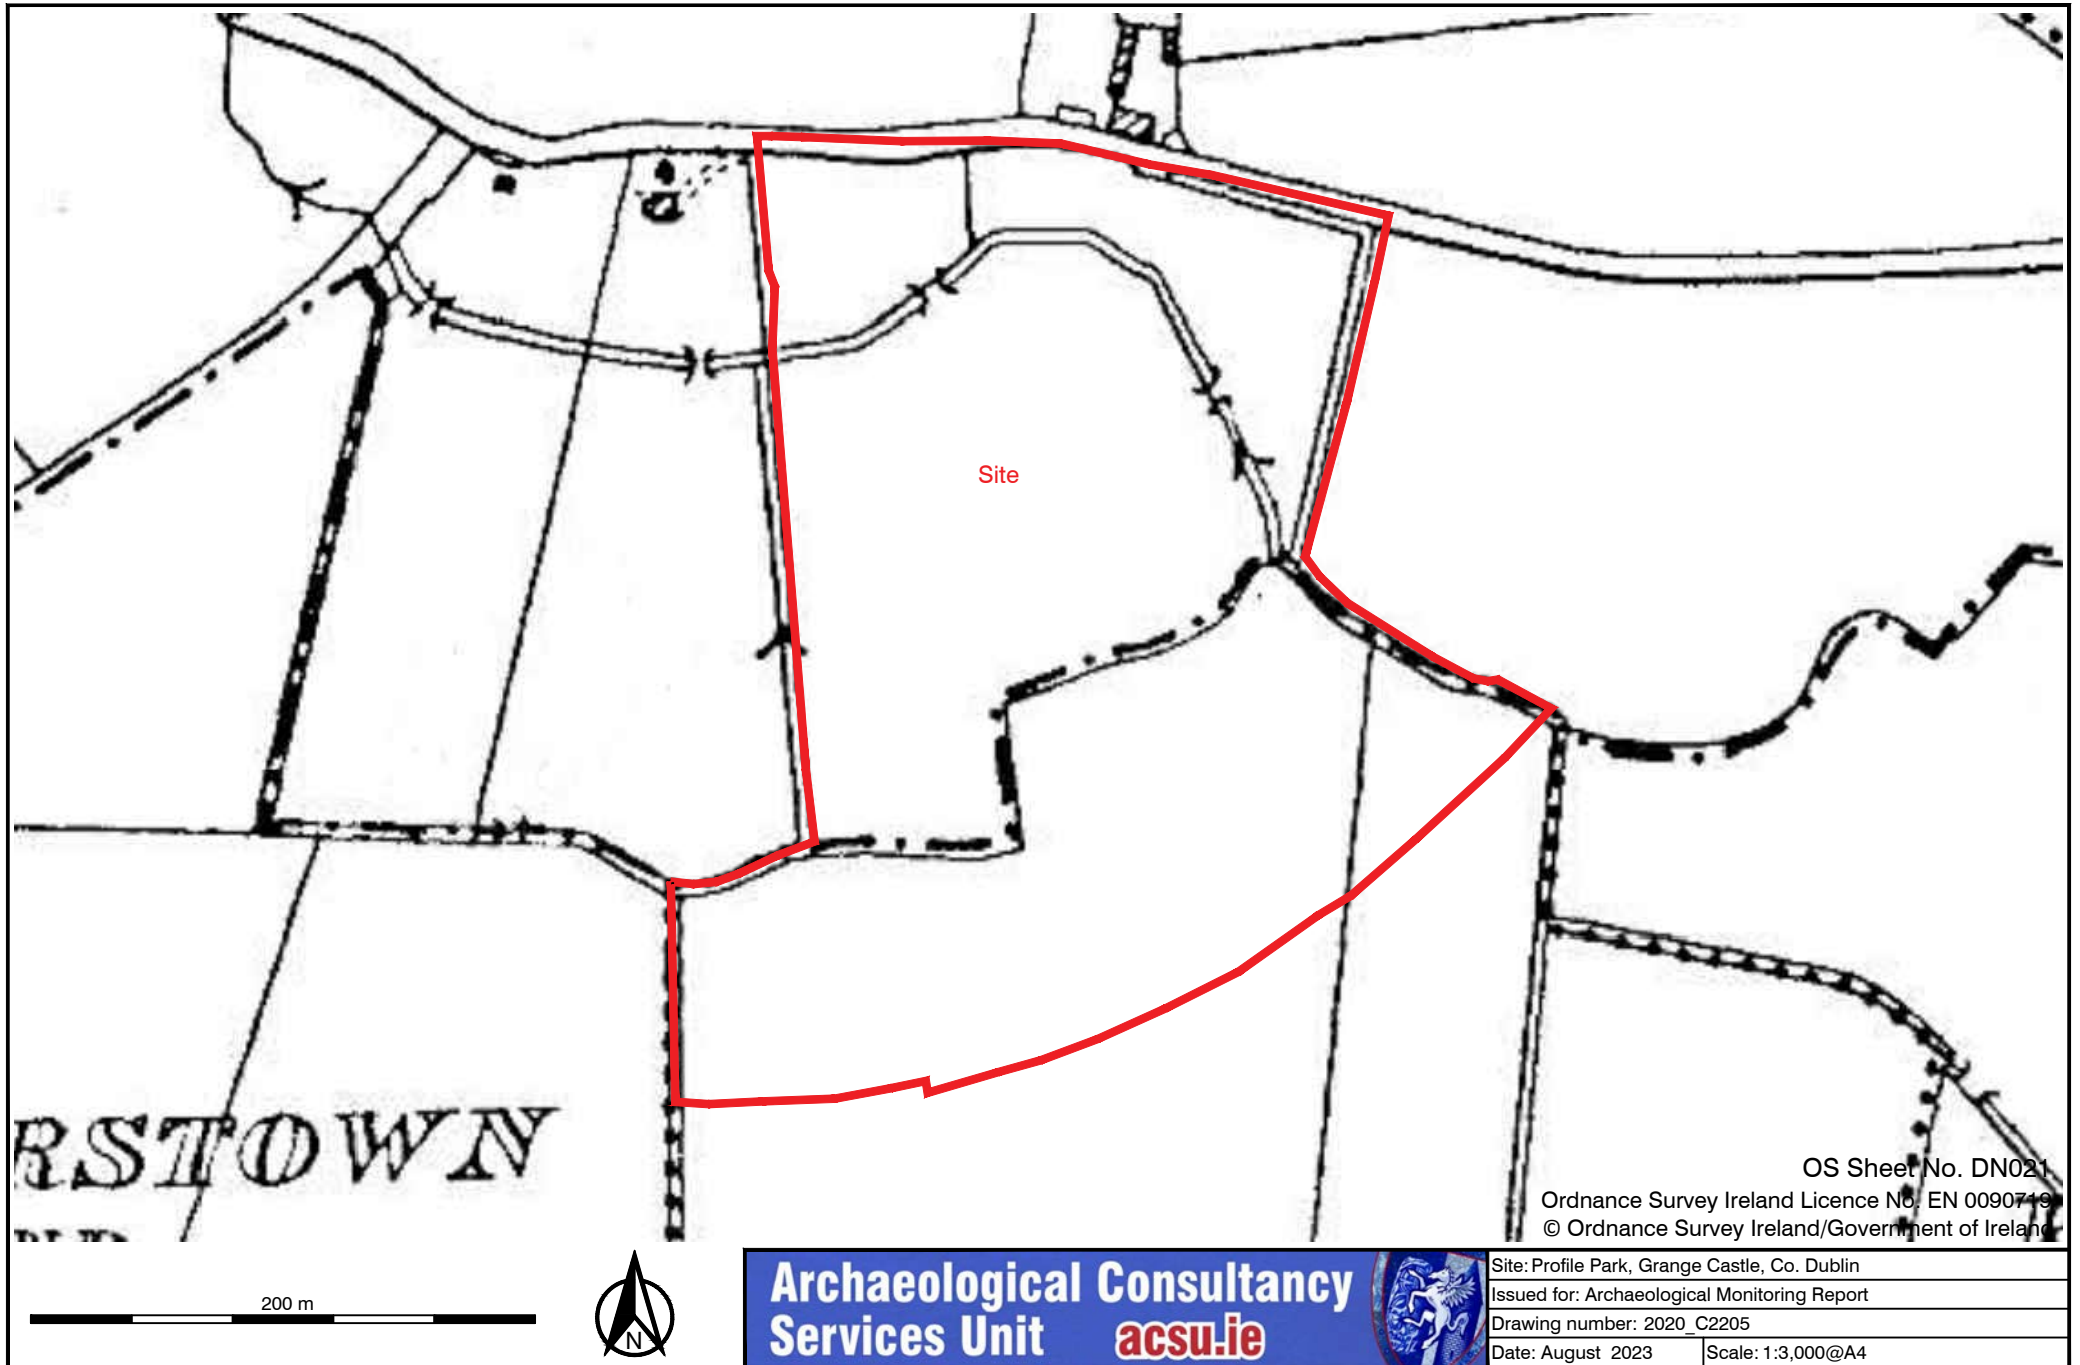 Site
RSTOWN
OS Sheet No. DN021
Ordnance Survey Ireland Licence No. EN 0090719
© Ordnance Survey Ireland/Government of Ireland
200 m
N
Archaeological Consultancy
Services Unit acsu.ie
Site: Profile Park, Grange Castle, Co. Dublin
Issued for: Archaeological Monitoring Report
Drawing number: 2020_C2205
Date: August 2023 Scale: 1:3,000@A4